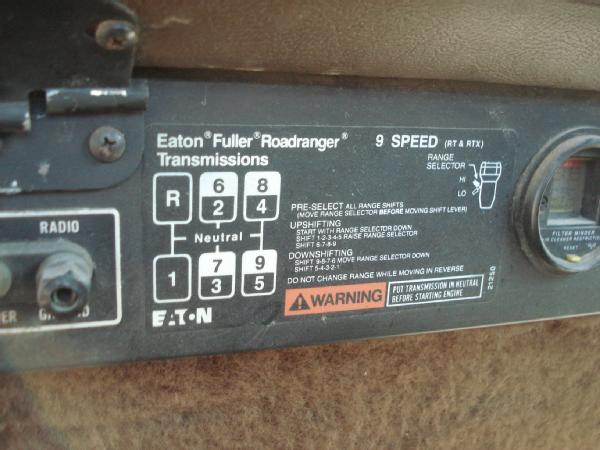 Eaton® Fuller® Roadranger®
Transmissions
9 SPEED (RT & RTX)
RANGE
SELECTOR
HI
LO
R
6
2
8
4
Neutral
1
7
3
9
5
EATON
PRE-SELECT ALL RANGE SHIFTS
(MOVE RANGE SELECTOR BEFORE MOVING SHIFT LEVER)
UPSHIFTING
START WITH RANGE SELECTOR DOWN
SHIFT 1-2-3-4-5 RAISE RANGE SELECTOR
SHIFT 6-7-8-9
DOWNSHIFTING
SHIFT 9-8-7-6 MOVE RANGE SELECTOR DOWN
SHIFT 5-4-3-2-1
DO NOT CHANGE RANGE WHILE MOVING IN REVERSE
WARNING
PUT TRANSMISSION IN NEUTRAL
BEFORE STARTING ENGINE
21250
RADIO
FILTER MINDER
RESET